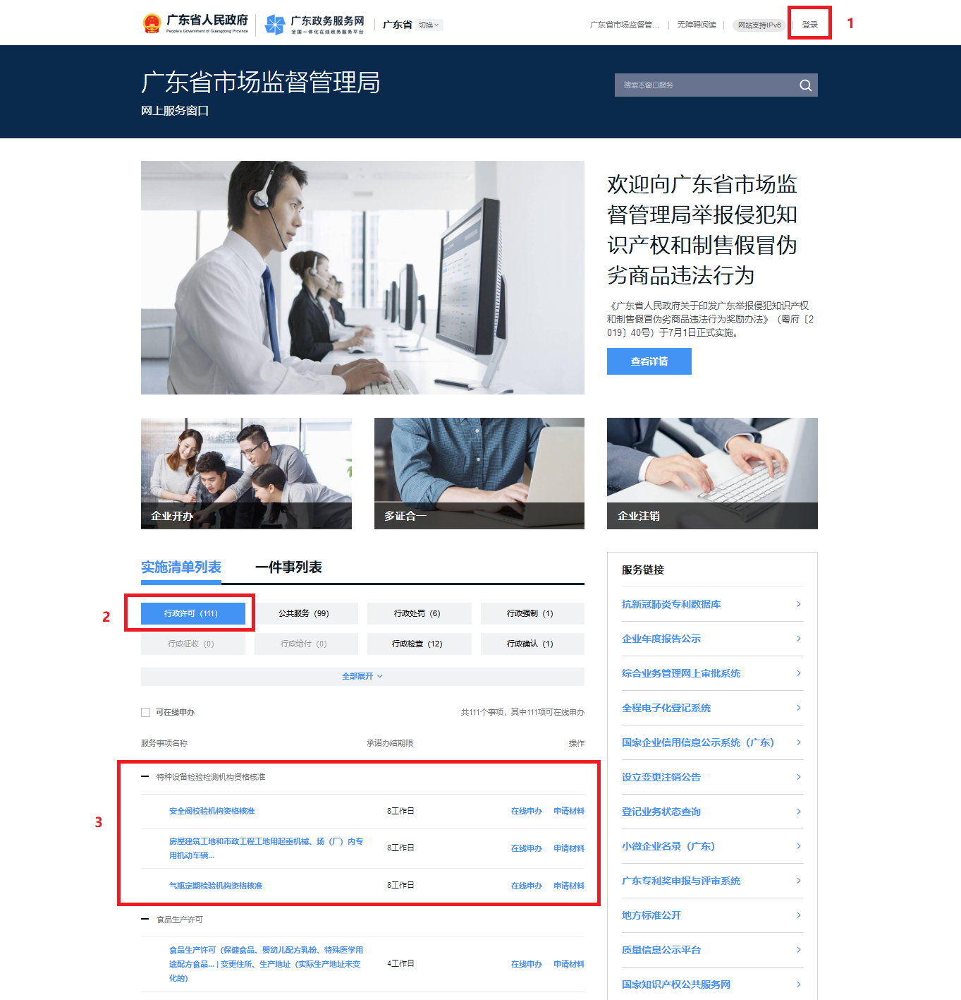 广东省人民政府
People's Government of Guangdong Province
广东政务服务网
全国一体化在线政务服务平台
广东省 切换
广东省市场监督管... | 无障碍阅读 | 网站支持IPv6 | 登录
1
广东省市场监督管理局
网上服务窗口
搜索本窗口服务
欢迎向广东省市场监
督管理局举报侵犯知
识产权和制售假冒伪
劣商品违法行为
《广东省人民政府关于印发广东举报侵犯知识产权
和制售假冒伪劣商品违法行为奖励办法》（粤府〔2
019〕40号）于7月1日正式实施。
查看详情
企业开办
多证合一
企业注销
实施清单列表 一件事列表
2
行政许可（111） 公共服务（99） 行政处罚（6） 行政强制（1）
行政征收（0） 行政给付（0） 行政检查（12） 行政确认（1）
全部展开
可在线申办 共111个事项，其中111项可在线申办
服务事项名称 承诺办结期限 操作
3
特种设备检验检测机构资格核准
安全阀校验机构资格核准 8工作日 在线申办 申请材料
房屋建筑工地和市政工程工地用起重机械、场（厂）内专
用机动车辆... 8工作日 在线申办 申请材料
气瓶定期检验机构资格核准 8工作日 在线申办 申请材料
食品生产许可
食品生产许可（保健食品、婴幼儿配方乳粉、特殊医学用
途配方食品... | 变更住所、生产地址（实际生产地址未变
化的） 4工作日 在线申办 申请材料
服务链接
抗新冠肺炎专利数据库
企业年度报告公示
综合业务管理网上审批系统
全程电子化登记系统
国家企业信用信息公示系统（广东）
设立变更注销公告
登记业务状态查询
小微企业名录（广东）
广东专利奖申报与评审系统
地方标准公开
质量信息公示平台
国家知识产权公共服务网